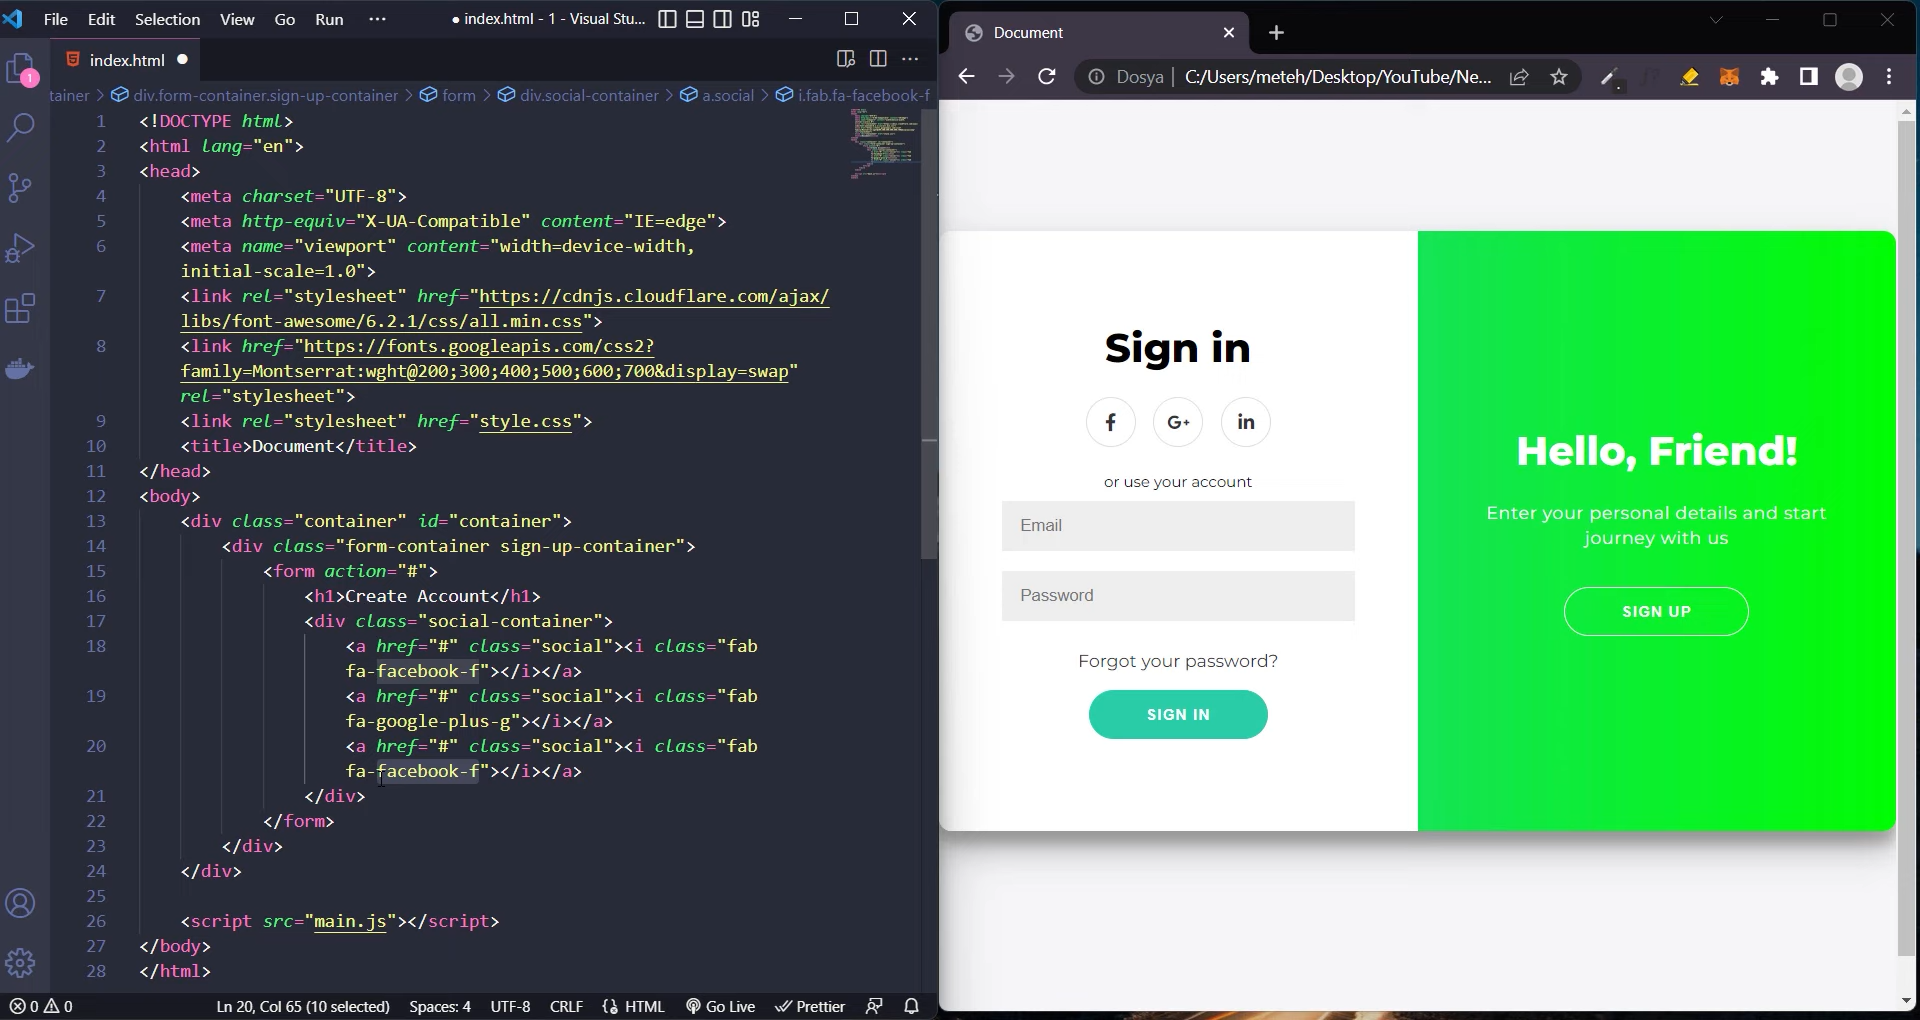 File Edit Selection View Go Run ··· ● index.html - 1 - Visual Stu...
index.html ●
1
tainer > div.form-container.sign-up-container > form > div.social-container > a.social > i.fab.fa-facebook-f
1 <!DOCTYPE html>
2 <html lang="en">
3 <head>
4 <meta charset="UTF-8">
5 <meta http-equiv="X-UA-Compatible" content="IE=edge">
6 <meta name="viewport" content="width=device-width,
initial-scale=1.0">
7 <link rel="stylesheet" href="https://cdnjs.cloudflare.com/ajax/
libs/font-awesome/6.2.1/css/all.min.css">
8 <link href="https://fonts.googleapis.com/css2?
family=Montserrat:wght@200;300;400;500;600;700&display=swap"
rel="stylesheet">
9 <link rel="stylesheet" href="style.css">
10 <title>Document</title>
11 </head>
12 <body>
13 <div class="container" id="container">
14 <div class="form-container sign-up-container">
15 <form action="#">
16 <h1>Create Account</h1>
17 <div class="social-container">
18 <a href="#" class="social"><i class="fab
fa-facebook-f"></i></a>
19 <a href="#" class="social"><i class="fab
fa-google-plus-g"></i></a>
20 <a href="#" class="social"><i class="fab
fa-facebook-f"></i></a>
21 </div>
22 </form>
23 </div>
24 </div>
25
26 <script src="main.js"></script>
27 </body>
28 </html>
0 0 Ln 20, Col 65 (10 selected) Spaces: 4 UTF-8 CRLF {} HTML Go Live Prettier
Document
Dosya | C:/Users/meteh/Desktop/YouTube/Ne...
Sign in
f G+ in
or use your account
Email
Password
Forgot your password?
SIGN IN
Hello, Friend!
Enter your personal details and start
journey with us
SIGN UP